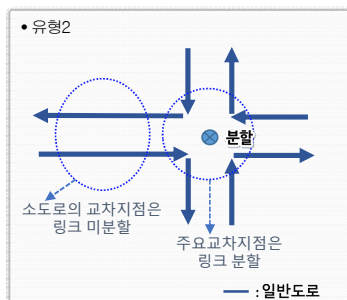 • 유형2
분할
소도로의 교차지점은
링크 미분할
주요교차지점은
링크 분할
: 일반도로